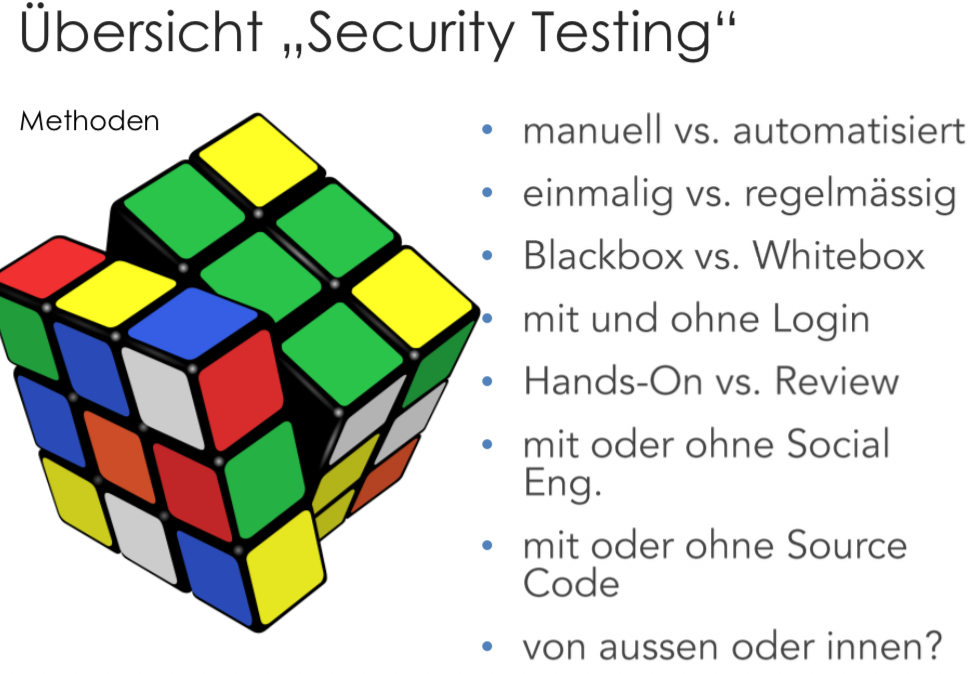 Übersicht „Security Testing“
Methoden
• manuell vs. automatisiert
• einmalig vs. regelmässig
• Blackbox vs. Whitebox
• mit und ohne Login
• Hands-On vs. Review
• mit oder ohne Social
Eng.
• mit oder ohne Source
Code
• von aussen oder innen?